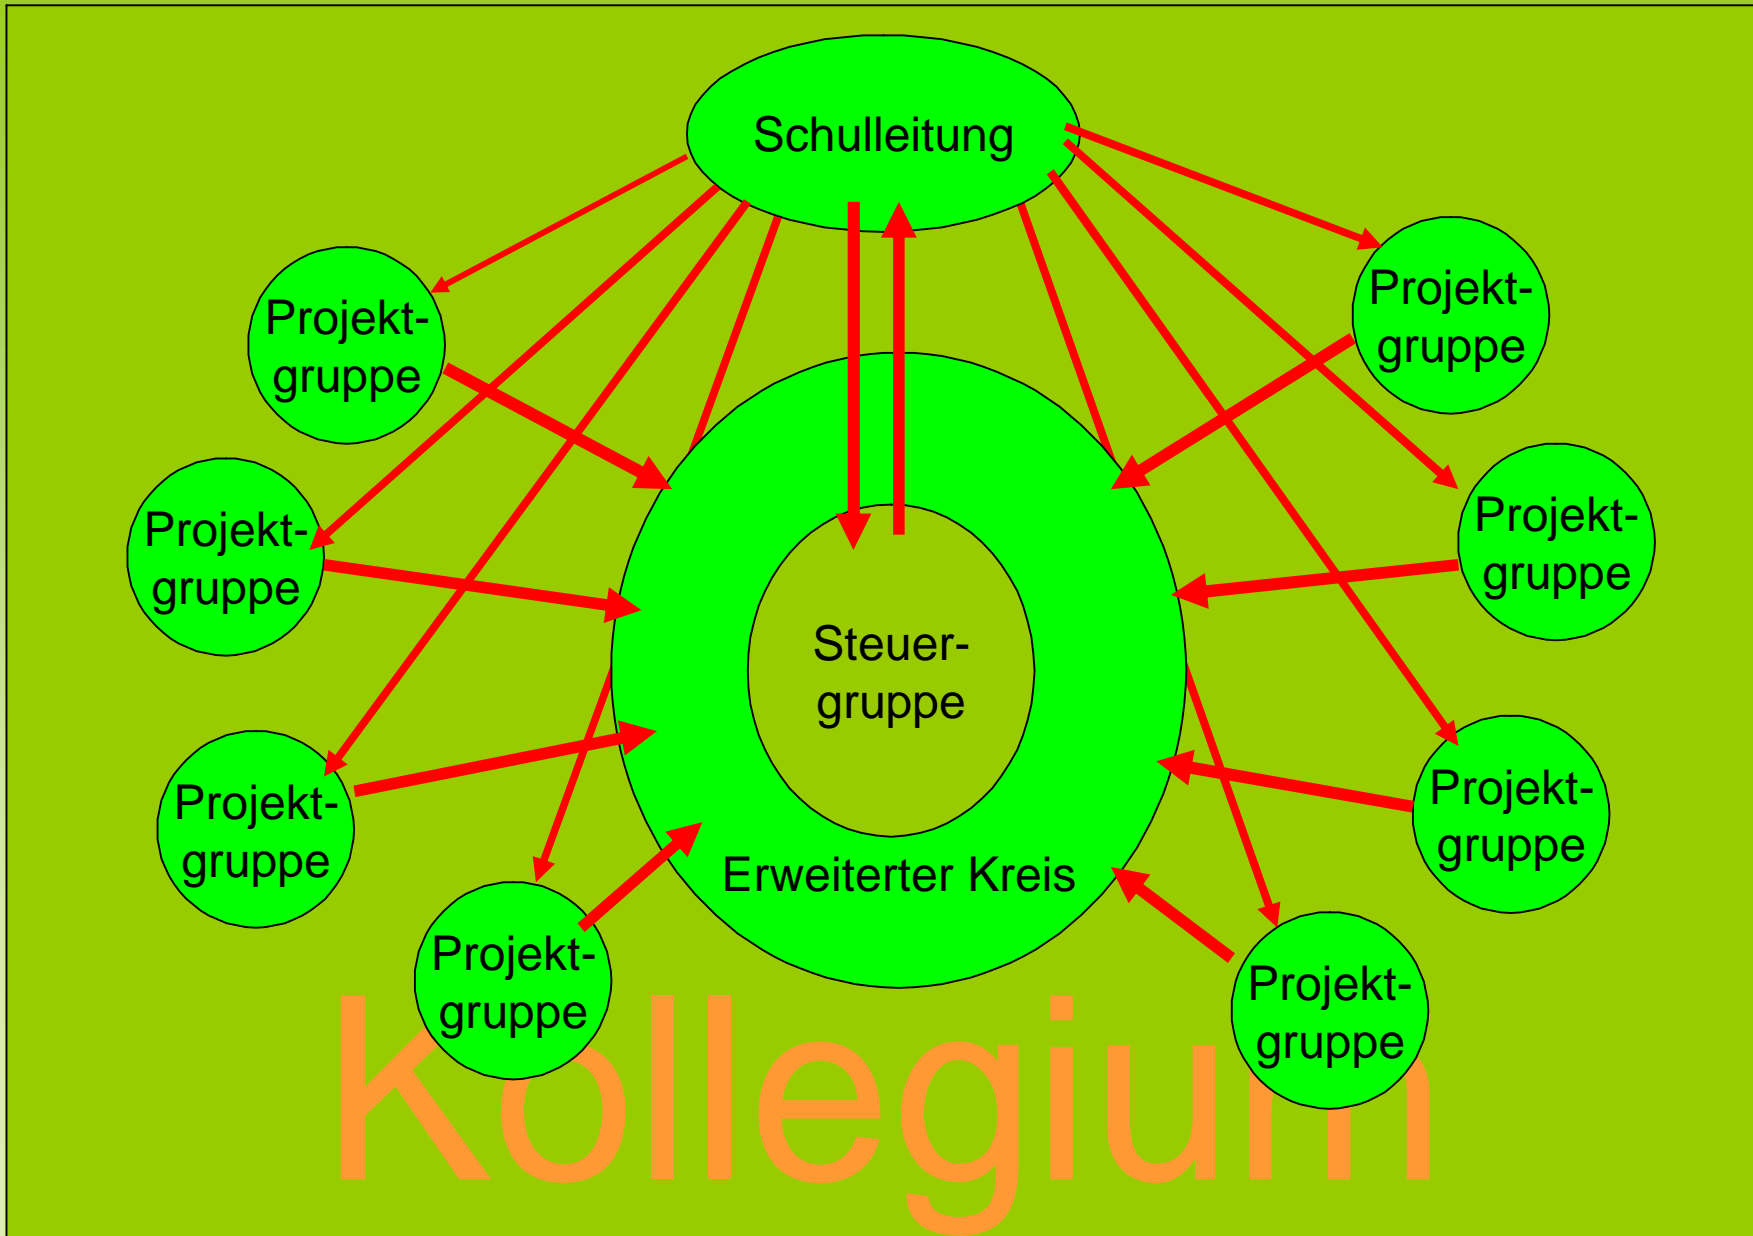 Schulleitung
Projekt-
gruppe
Projekt-
gruppe
Projekt-
gruppe
Projekt-
gruppe
Projekt-
gruppe
Projekt-
gruppe
Steuer-
gruppe
Projekt-
gruppe
Projekt-
gruppe
Erweiterter Kreis
Kollegium